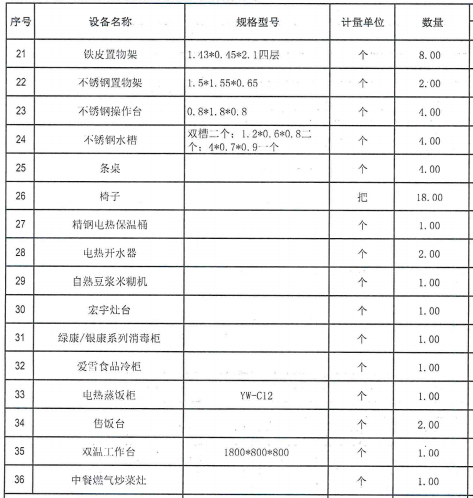 序号 设备名称 规格型号 计量单位 数量
21 铁皮置物架 1.43*0.45*2.1四层 个 8.00
22 不锈钢置物架 1.5*1.55*0.65 个 2.00
23 不锈钢操作台 0.8*1.8*0.8 个 4.00
24 不锈钢水槽 双槽二个：1.2*0.6*0.8二个；4*0.7*0.9一个 个 4.00
25 条桌 个 4.00
26 椅子 把 18.00
27 精钢电热保温桶 个 1.00
28 电热开水器 个 2.00
29 自熟豆浆米糊机 个 1.00
30 宏宇灶台 个 1.00
31 绿康/银康系列消毒柜 个 1.00
32 爱雪食品冷柜 个 1.00
33 电热蒸饭柜 YW-C12 个 1.00
34 售饭台 个 2.00
35 双温工作台 1800*800*800 个 1.00
36 中餐燃气炒菜灶 个 1.00